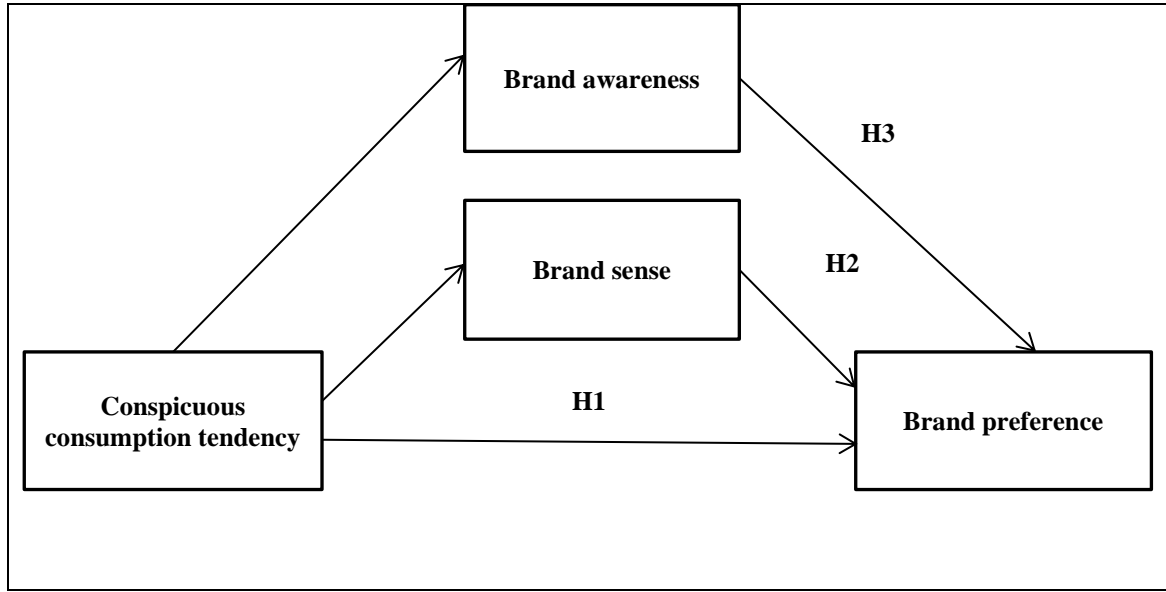 Brand awareness
H3
Brand sense
H2
Conspicuous
consumption tendency
H1
Brand preference